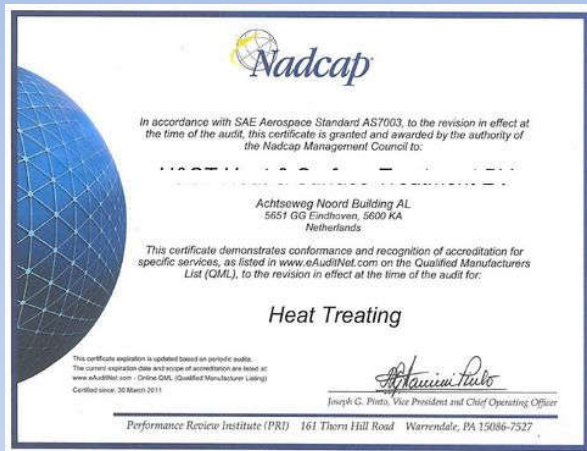 Nadcap
In accordance with SAE Aerospace Standard AS7003, to the revision in effect at
the time of the audit, this certificate is granted and awarded by the authority of
the Nadcap Management Council to:
Heat & Surface Treatment
Achtseweg Noord Building AL
5651 GG Eindhoven, 5600 KA
Netherlands
This certificate demonstrates conformance and recognition of accreditation for
specific services, as listed in www.eAuditNet.com on the Qualified Manufacturers
List (QML), to the revision in effect at the time of the audit for:
Heat Treating
This certificate expiration is updated based on periodic audits.
The current expiration date and scope of accreditation are listed at:
www.eAuditNet.com - Online QML (Qualified Manufacturer Listing)
Certified since: 30 March 2011
Joseph G. Pinto, Vice President and Chief Operating Officer
Performance Review Institute (PRI) 161 Thorn Hill Road Warrendale, PA 15086-7527